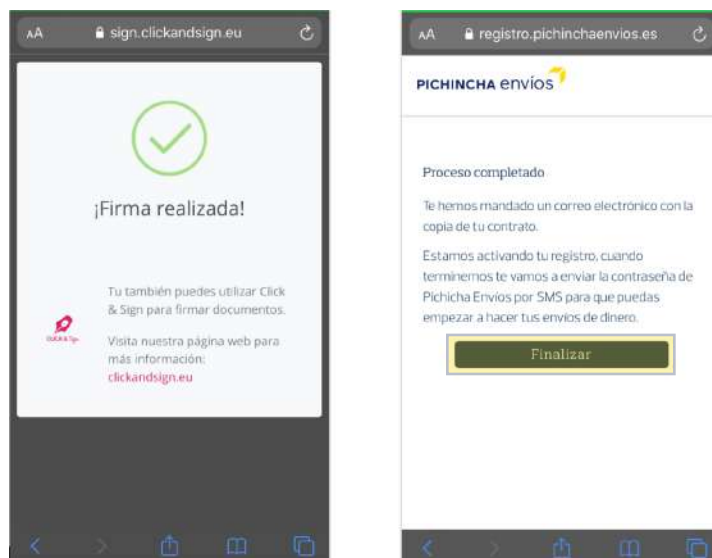 AA sign.clickandsign.eu
¡Firma realizada!
Tu también puedes utilizar Click
& Sign para firmar documentos.
CLICK & Sign
Visita nuestra página web para
más información:
clickandsign.eu
AA registro.pichinchaenvios.es
PICHINCHA envíos
Proceso completado
Te hemos mandado un correo electrónico con la
copia de tu contrato.
Estamos activando tu registro, cuando
terminemos te vamos a enviar la contraseña de
Pichicha Envíos por SMS para que puedas
empezar a hacer tus envíos de dinero.
Finalizar